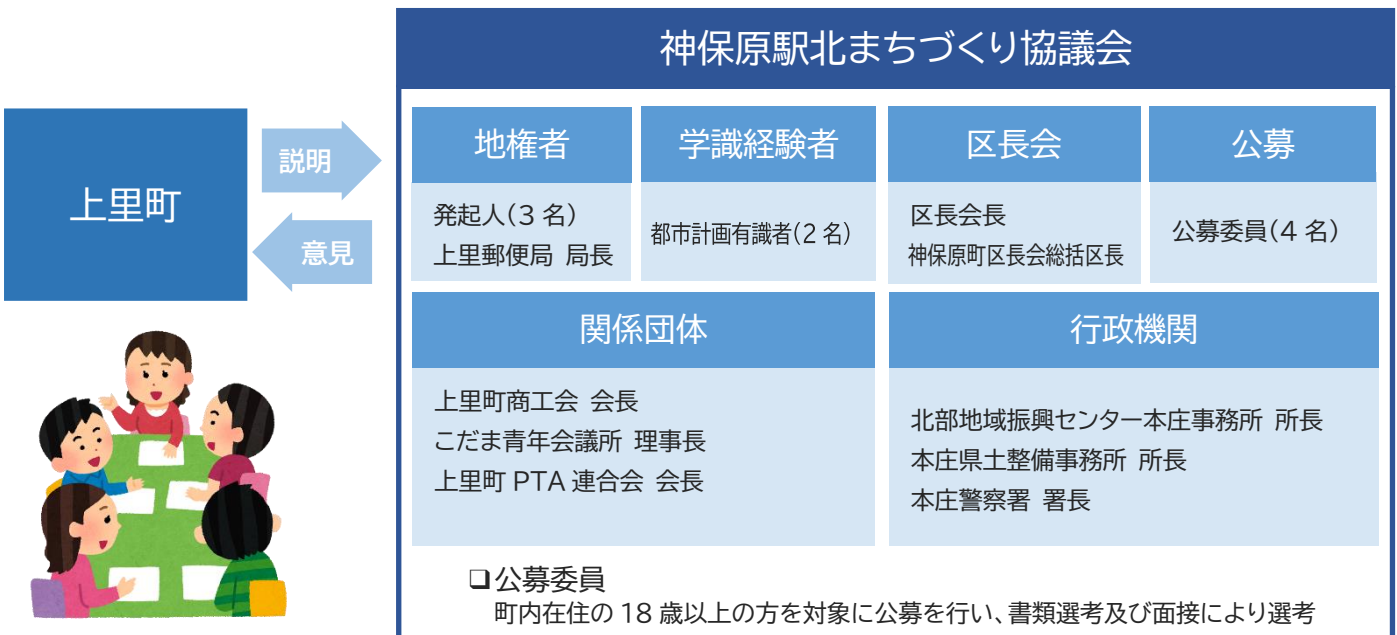 神保原駅北まちづくり協議会
上里町
説明
意見
地権者
発起人(3 名)
上里郵便局 局長
学識経験者
都市計画有識者(2 名)
区長会
区長会長
神保原町区長会総括区長
公募
公募委員(4 名)
関係団体
上里町商工会 会長
こだま青年会議所 理事長
上里町 PTA 連合会 会長
行政機関
北部地域振興センター本庄事務所 所長
本庄県土整備事務所 所長
本庄警察署 署長
❑公募委員
町内在住の 18 歳以上の方を対象に公募を行い、書類選考及び面接により選考